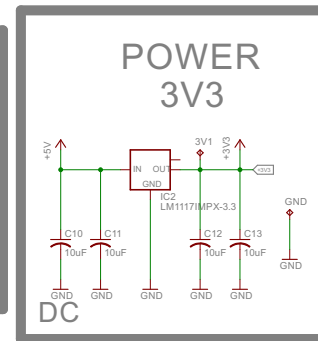 POWER
3V3
+5V
3V1
+3V3
IN
OUT
+3V3
GND
IC2
LM1117IMPX-3.3
GND
C10
C11
C12
C13
10uF
10uF
10uF
10uF
GND
GND
GND
GND
GND
GND
DC